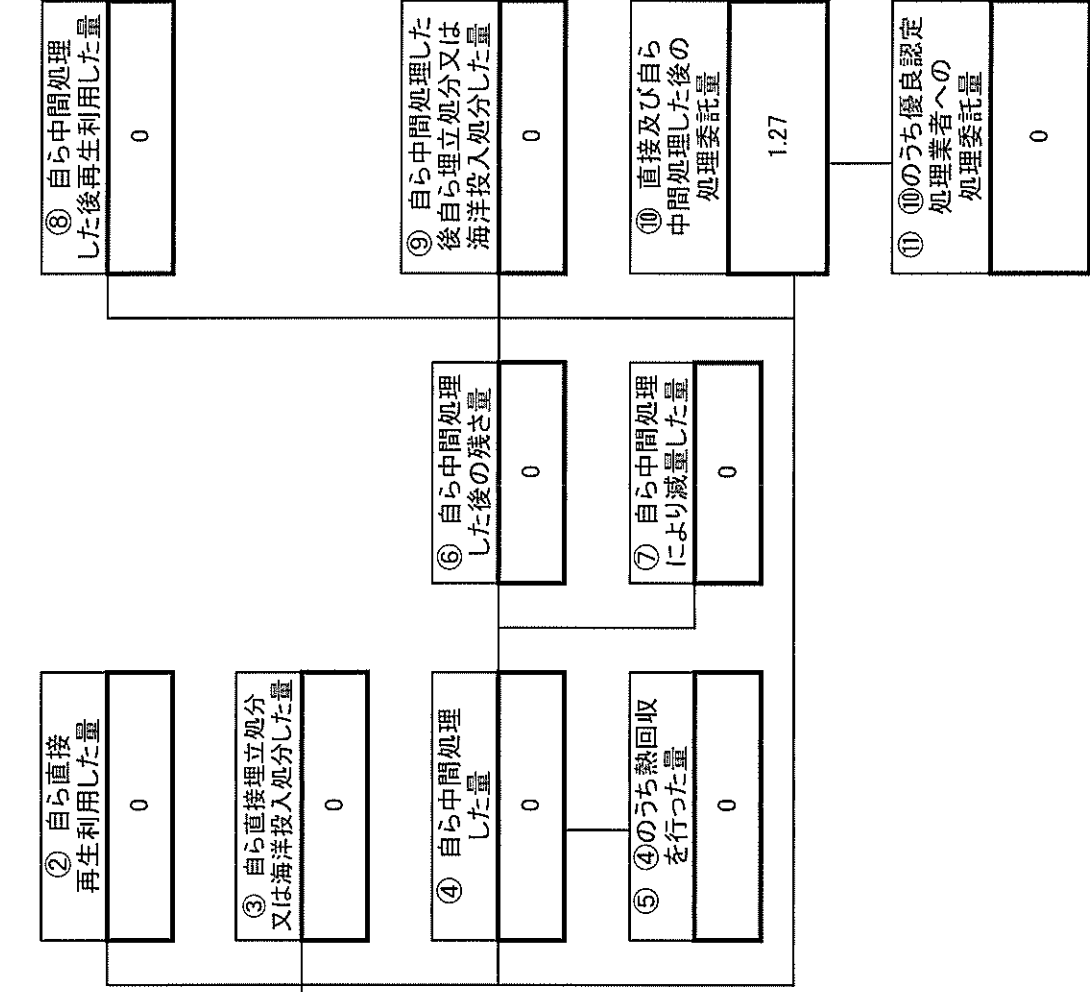 ② 自ら直接
再生利用した量
0
③ 自ら直接埋立処分
又は海洋投入処分した量
0
④ 自ら中間処理
した量
0
⑤ ④のうち熱回収
を行った量
0
⑥ 自ら中間処理
した後の残さ量
0
⑦ 自ら中間処理
により減量した量
0
⑧ 自ら中間処理
した後再生利用した量
0
⑨ 自ら中間処理した
後自ら埋立処分又は
海洋投入処分した量
0
⑩ 直接及び自ら
中間処理した後の
処理委託量
1.27
⑪ ⑩のうち優良認定
処理業者への
処理委託量
0